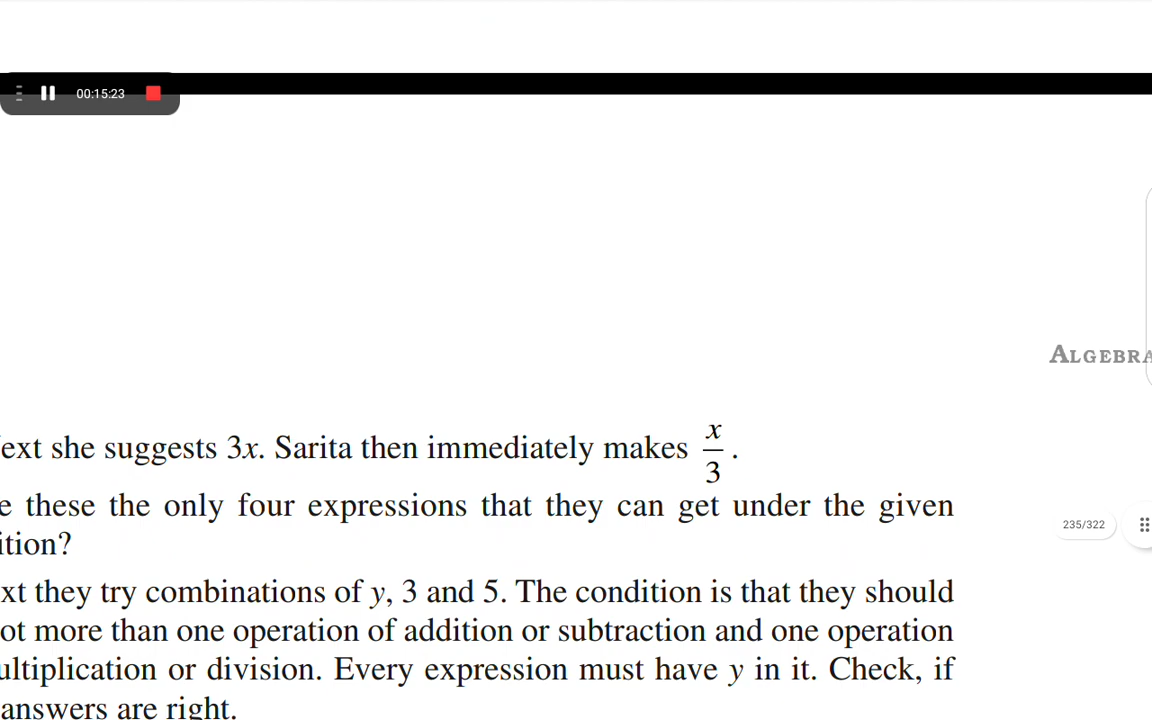 00:15:23
ALGEBRA
ext she suggests 3x. Sarita then immediately makes x/3.
e these the only four expressions that they can get under the given
ition?
235/322
xt they try combinations of y, 3 and 5. The condition is that they should
ot more than one operation of addition or subtraction and one operation
ultiplication or division. Every expression must have y in it. Check, if
answers are right.